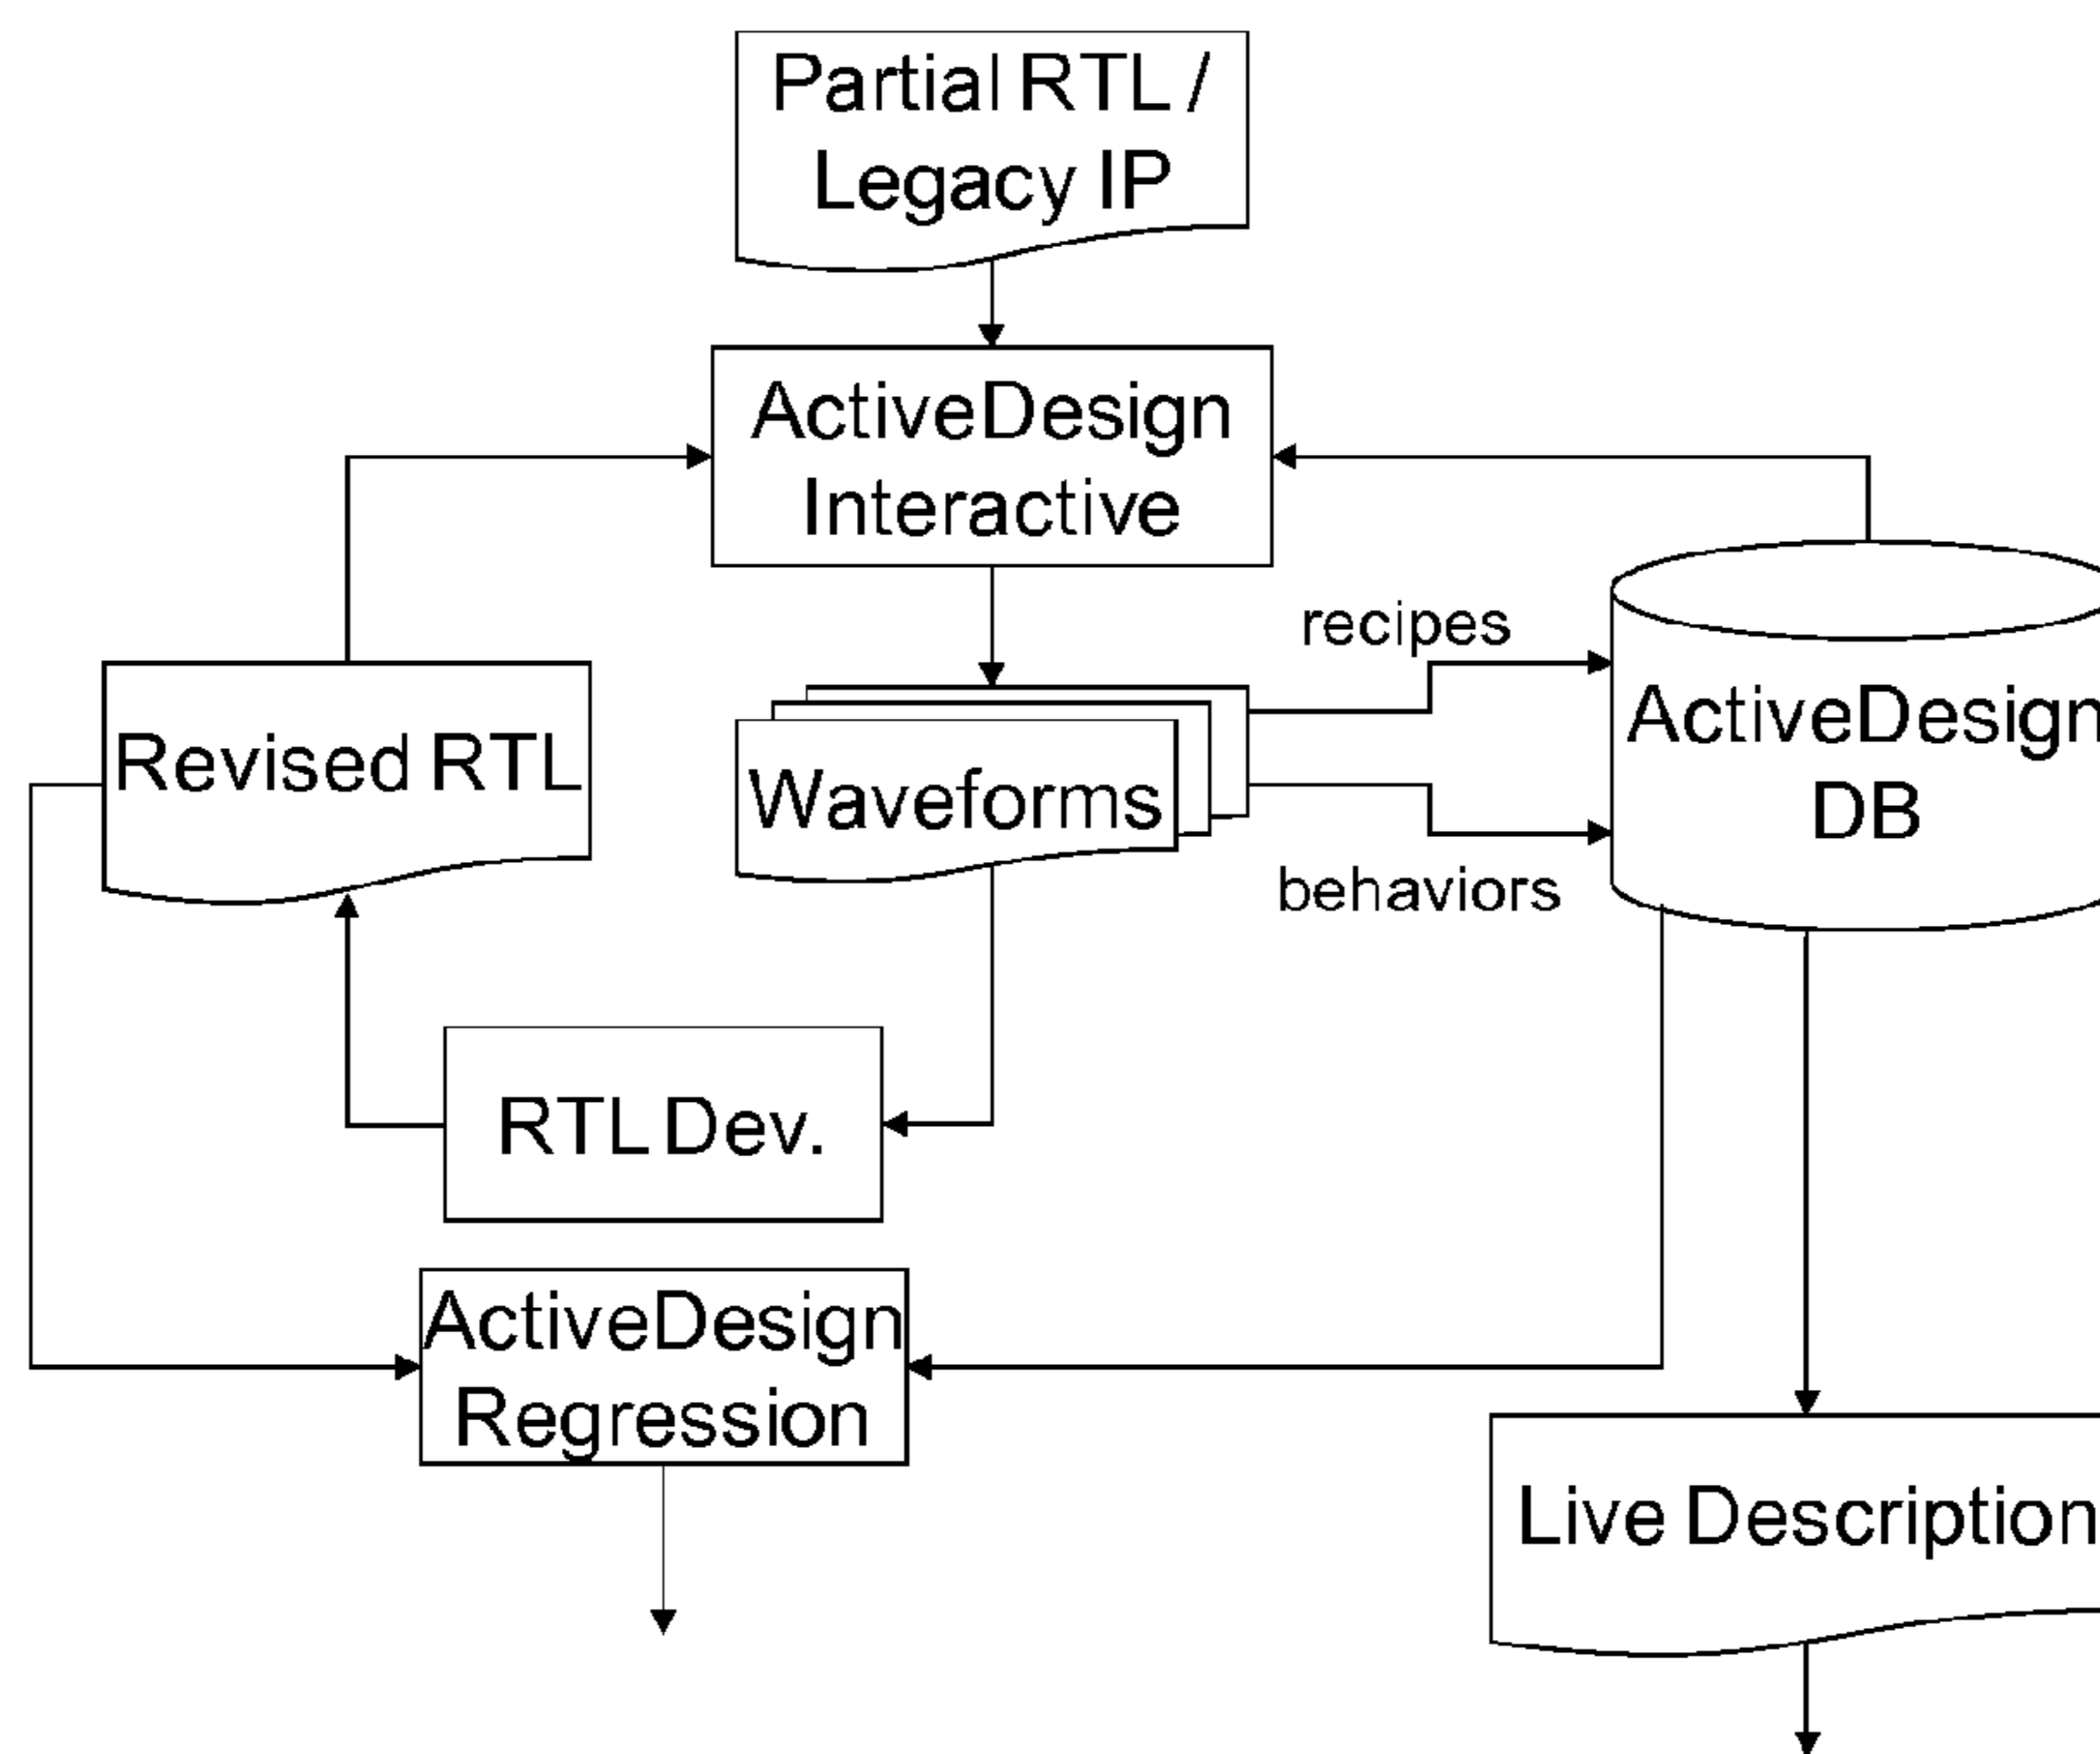 Partial RTL /
Legacy IP
ActiveDesign
Interactive
recipes
Revised RTL
Waveforms
ActiveDesign
DB
behaviors
RTL Dev.
ActiveDesign
Regression
Live Description